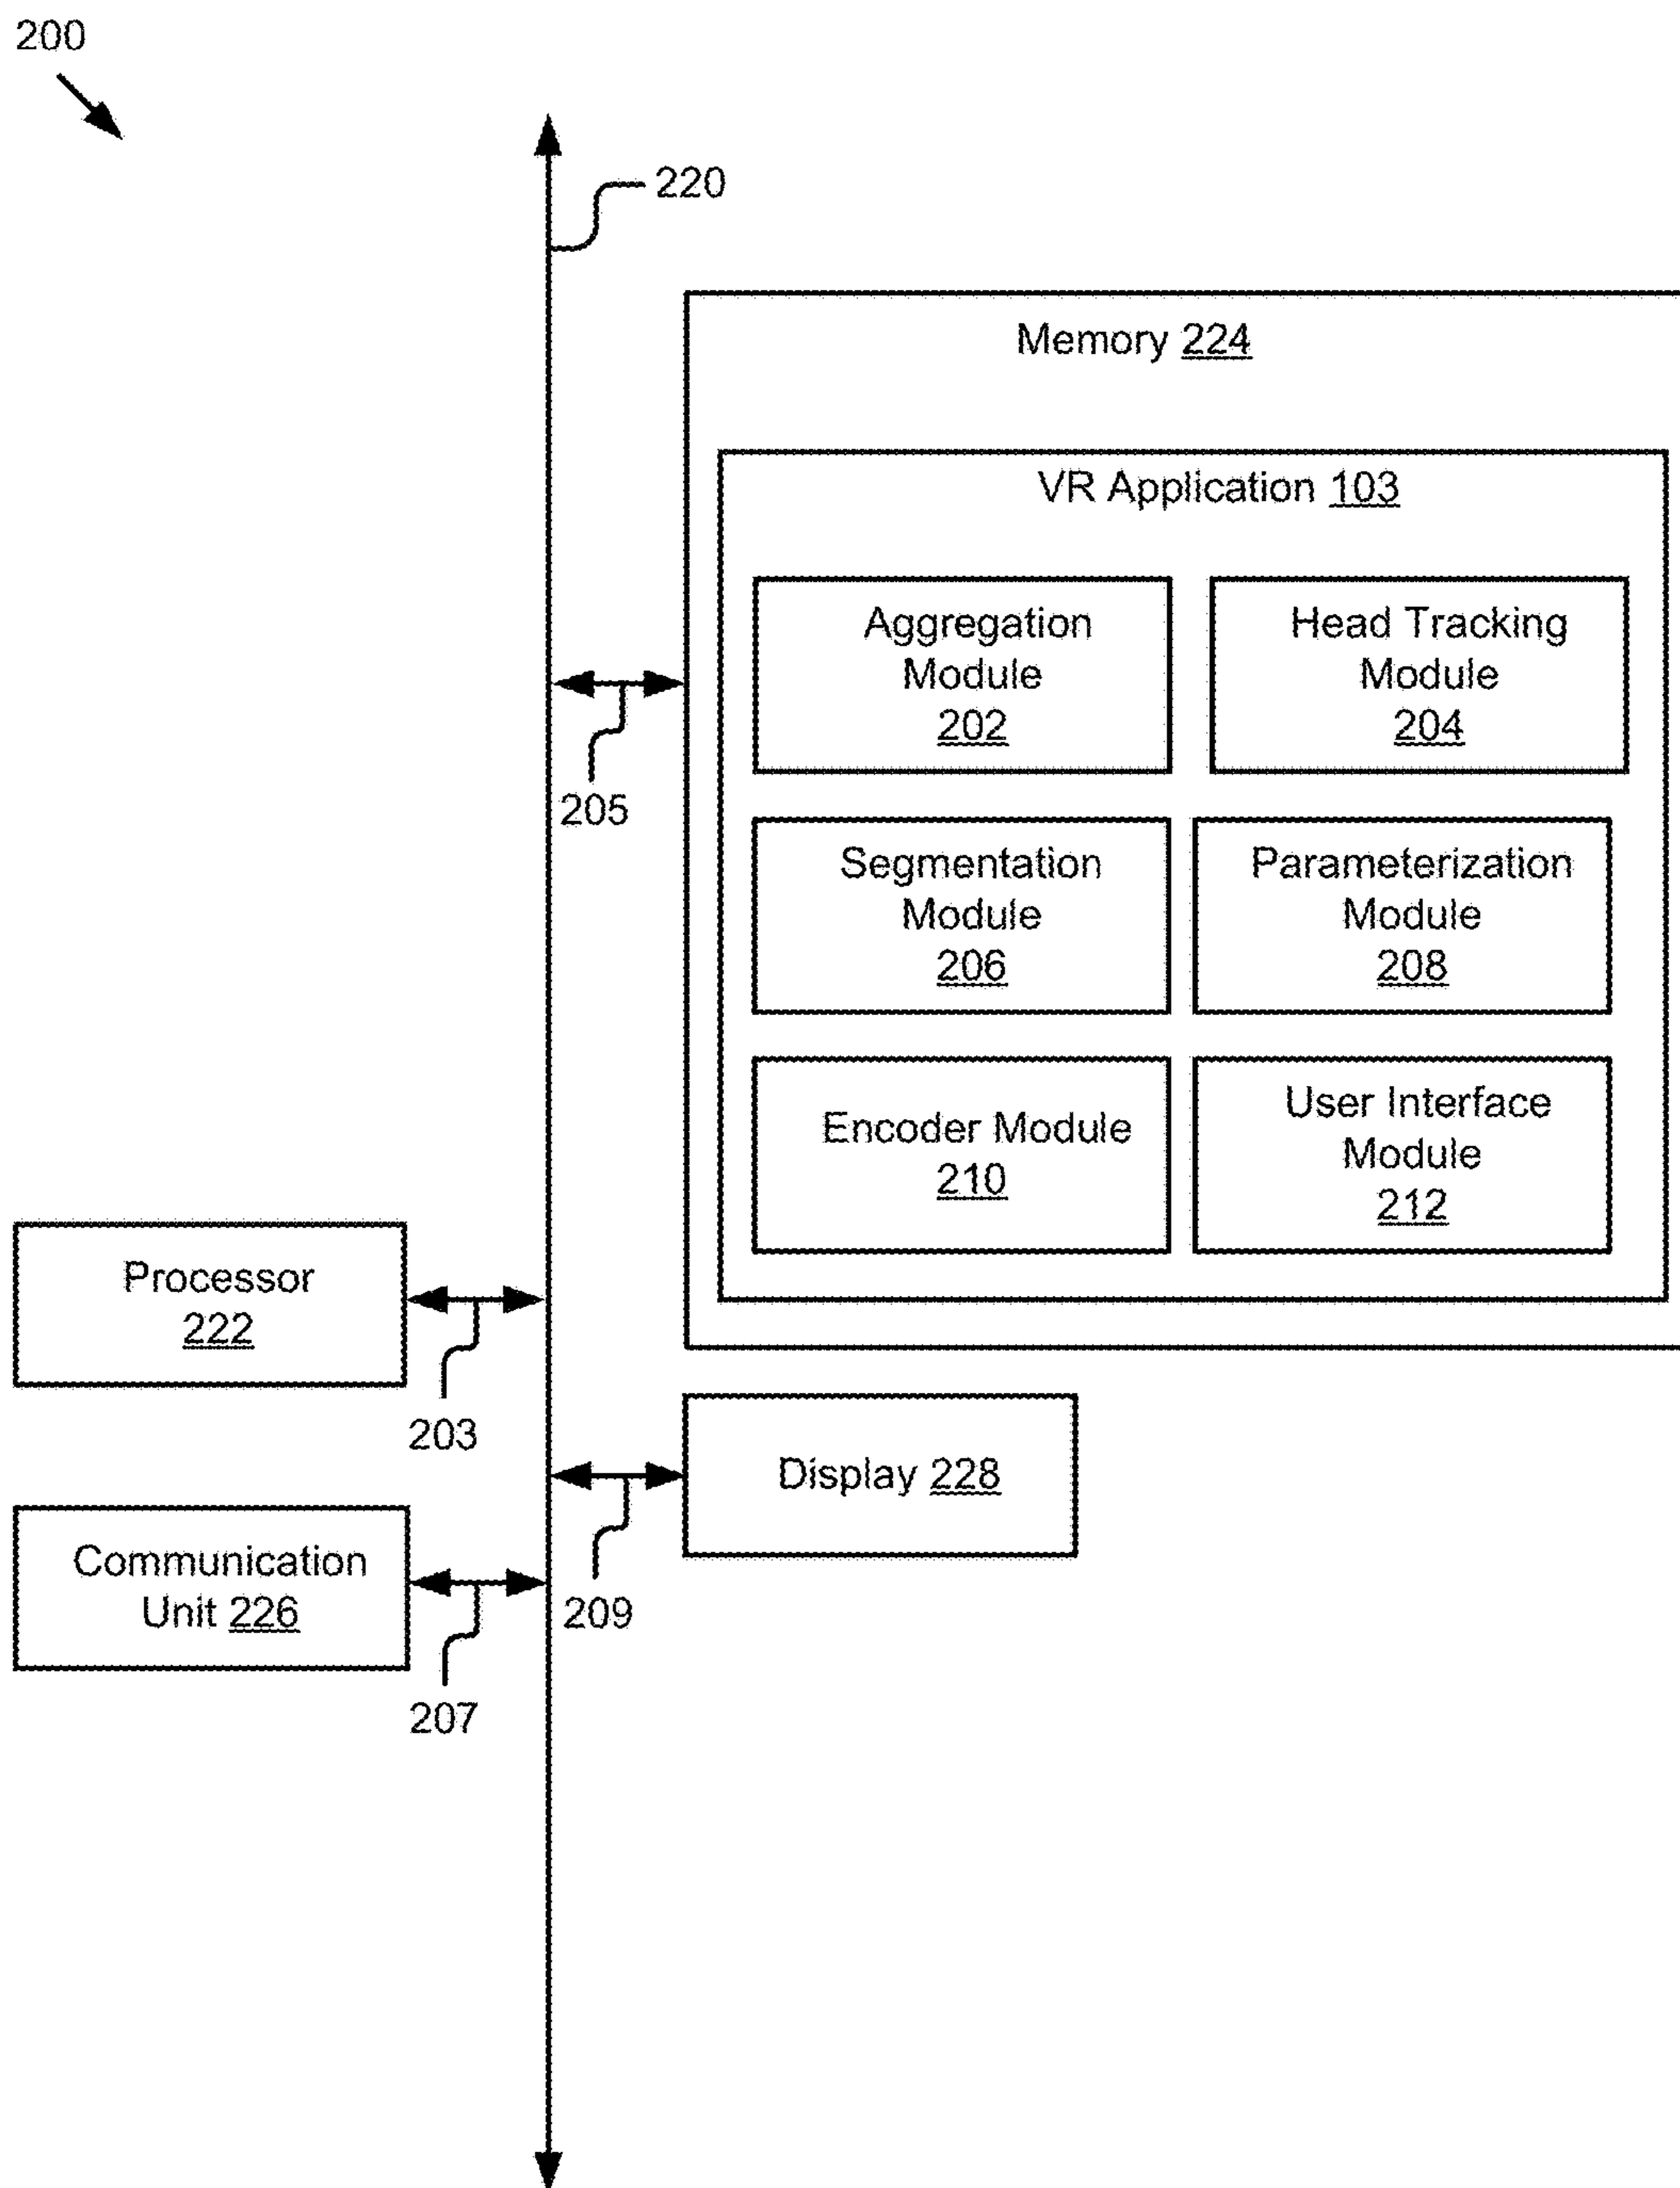 200
220
Memory 224
VR Application 103
Aggregation
Module
202
Head Tracking
Module
204
205
Segmentation
Module
206
Parameterization
Module
208
Encoder Module
210
User Interface
Module
212
Processor
222
203
Display 228
Communication
Unit 226
209
207